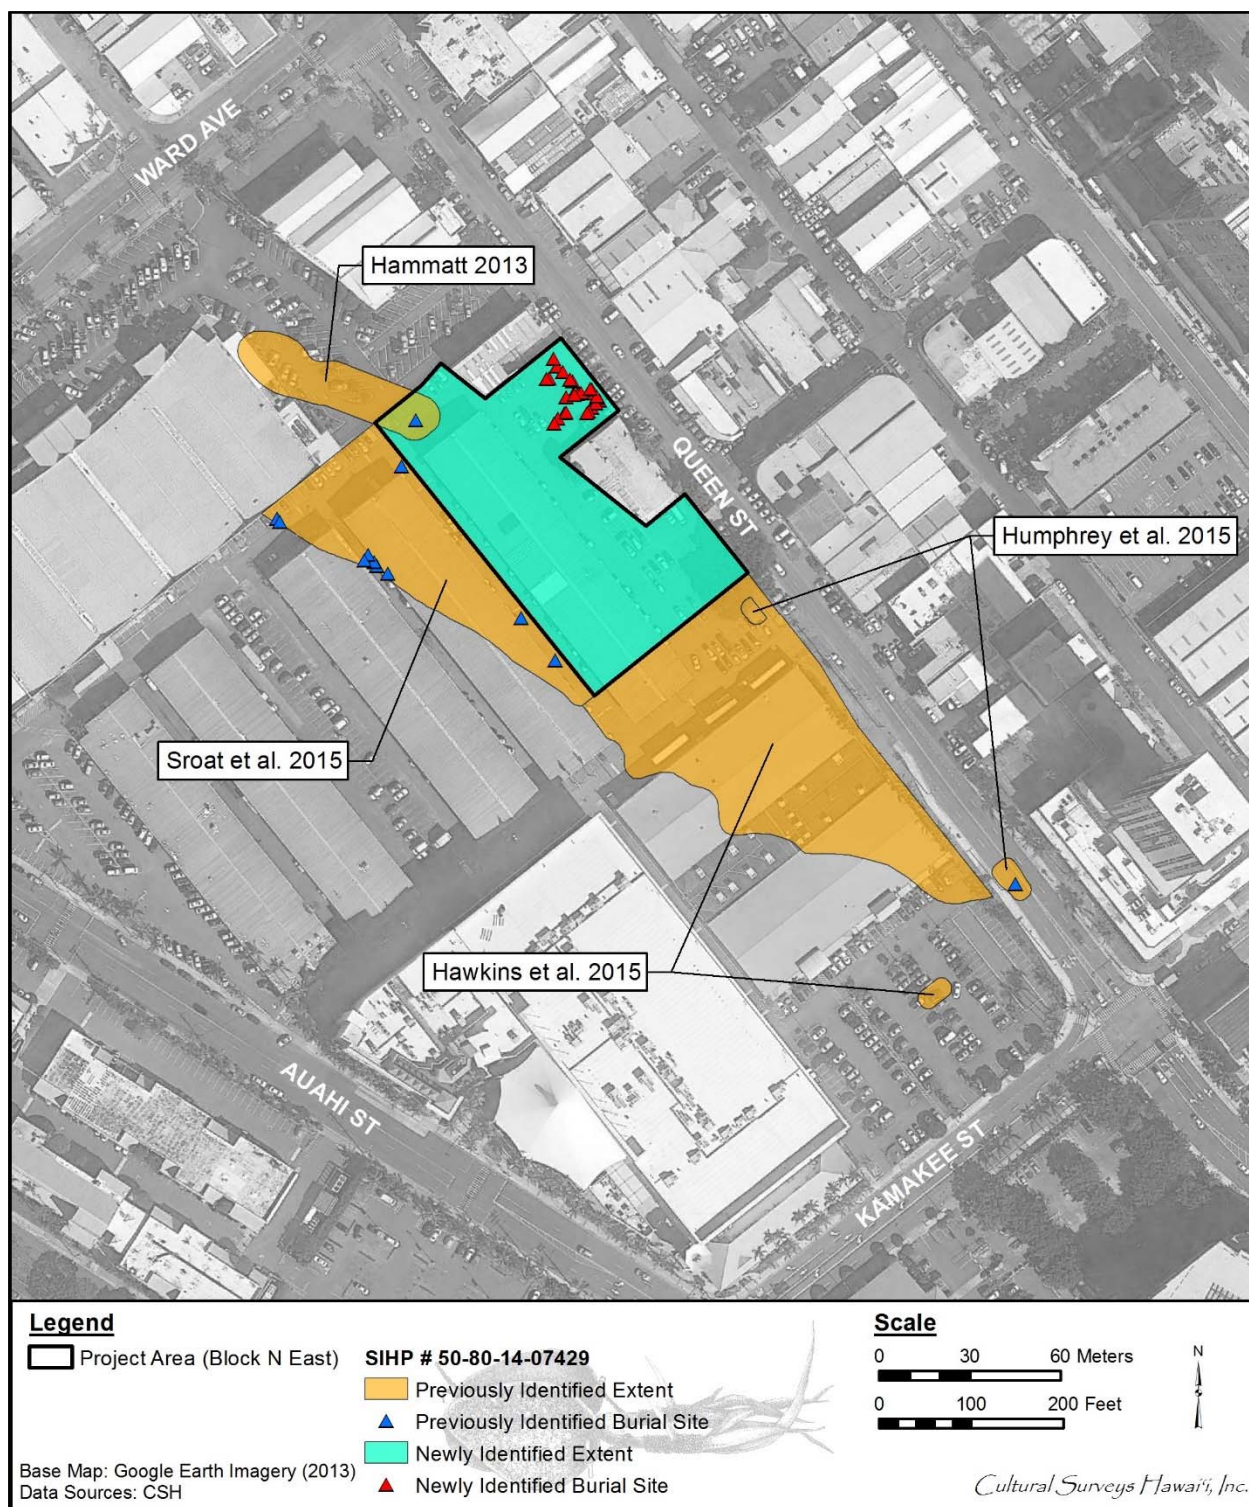 WARD AVE
Hammatt 2013
QUEEN ST
Humphrey et al. 2015
Sroat et al. 2015
Hawkins et al. 2015
AUAHI ST
KAMAKEE ST
Legend
Project Area (Block N East)
SIHP # 50-80-14-07429
Previously Identified Extent
Previously Identified Burial Site
Newly Identified Extent
Newly Identified Burial Site
Base Map: Google Earth Imagery (2013)
Data Sources: CSH
Scale
0 30 60 Meters
0 100 200 Feet
N
Cultural Surveys Hawai‘i, Inc.